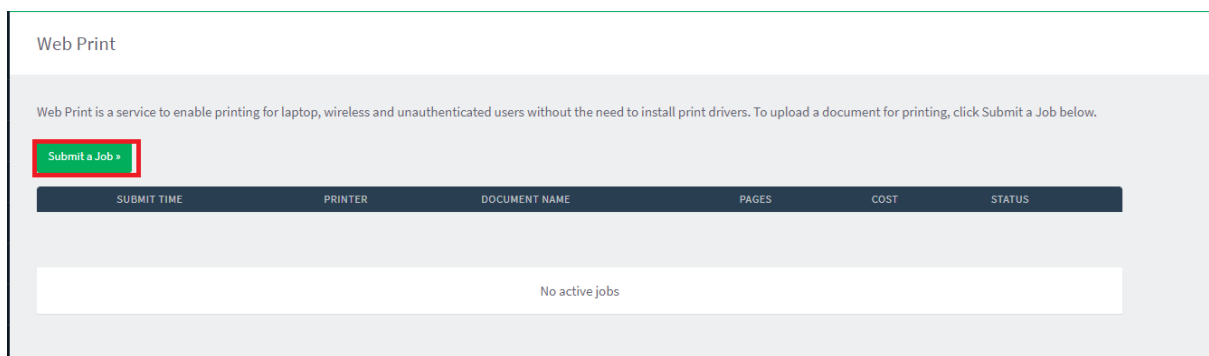 Web Print
Web Print is a service to enable printing for laptop, wireless and unauthenticated users without the need to install print drivers. To upload a document for printing, click Submit a Job below.
Submit a Job »
SUBMIT TIME PRINTER DOCUMENT NAME PAGES COST STATUS
No active jobs